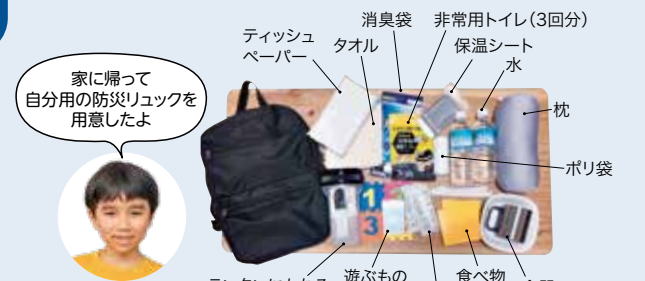 家に帰って
自分用の防災リュックを
用意したよ
ティッシュ
ペーパー
タオル
消臭袋
非常用トイレ(3回分)
保温シート
水
枕
ポリ袋
遊ぶもの
食べ物
1
3